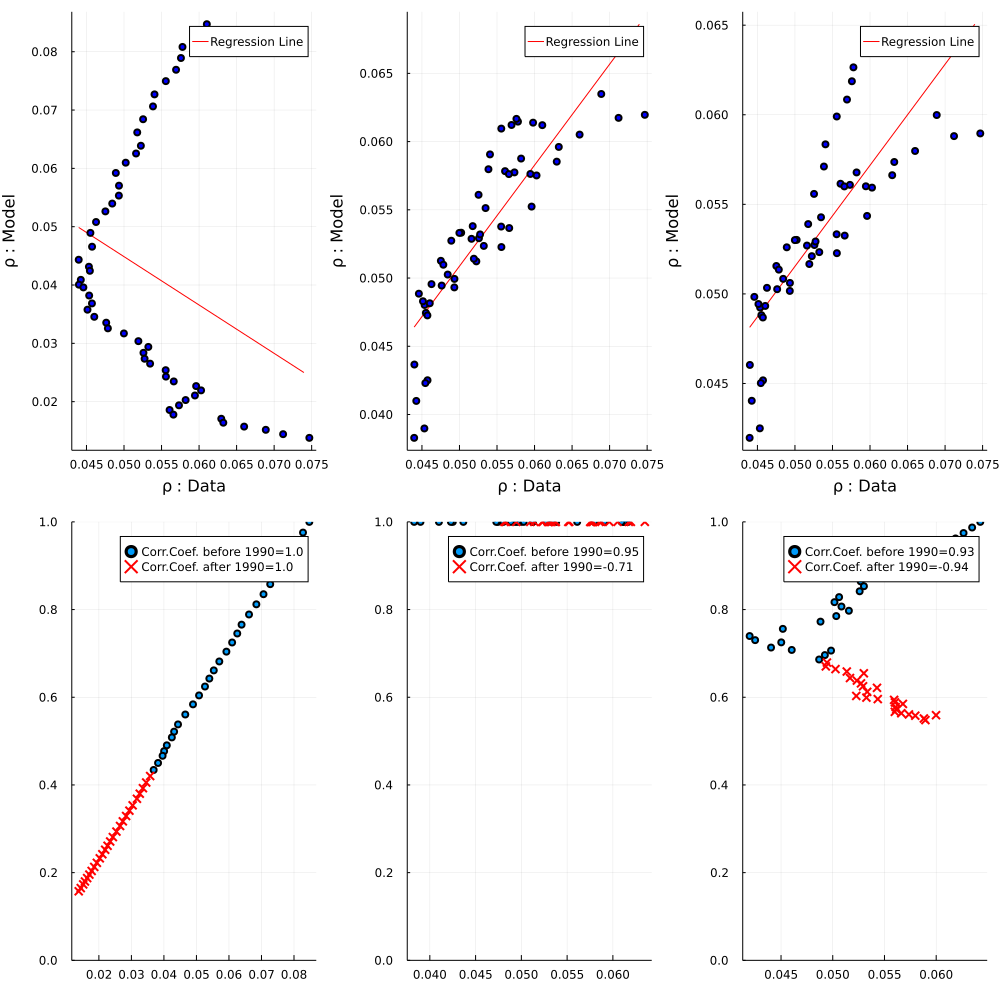 Regression Line
Regression Line
Regression Line
0.08
0.07
0.06
0.05
0.04
0.03
0.02
ρ : Model
0.045 0.050 0.055 0.060 0.065 0.070 0.075
ρ : Data
0.065
0.060
0.055
0.050
0.045
0.040
ρ : Model
0.045 0.050 0.055 0.060 0.065 0.070 0.075
ρ : Data
0.065
0.060
0.055
0.050
0.045
ρ : Model
0.045 0.050 0.055 0.060 0.065 0.070 0.075
ρ : Data
Corr.Coef. before 1990=1.0
Corr.Coef. after 1990=1.0
1.0
0.8
0.6
0.4
0.2
0.0
0.02 0.03 0.04 0.05 0.06 0.07 0.08
Corr.Coef. before 1990=0.95
Corr.Coef. after 1990=-0.71
1.0
0.8
0.6
0.4
0.2
0.0
0.040 0.045 0.050 0.055 0.060
Corr.Coef. before 1990=0.93
Corr.Coef. after 1990=-0.94
1.0
0.8
0.6
0.4
0.2
0.0
0.045 0.050 0.055 0.060